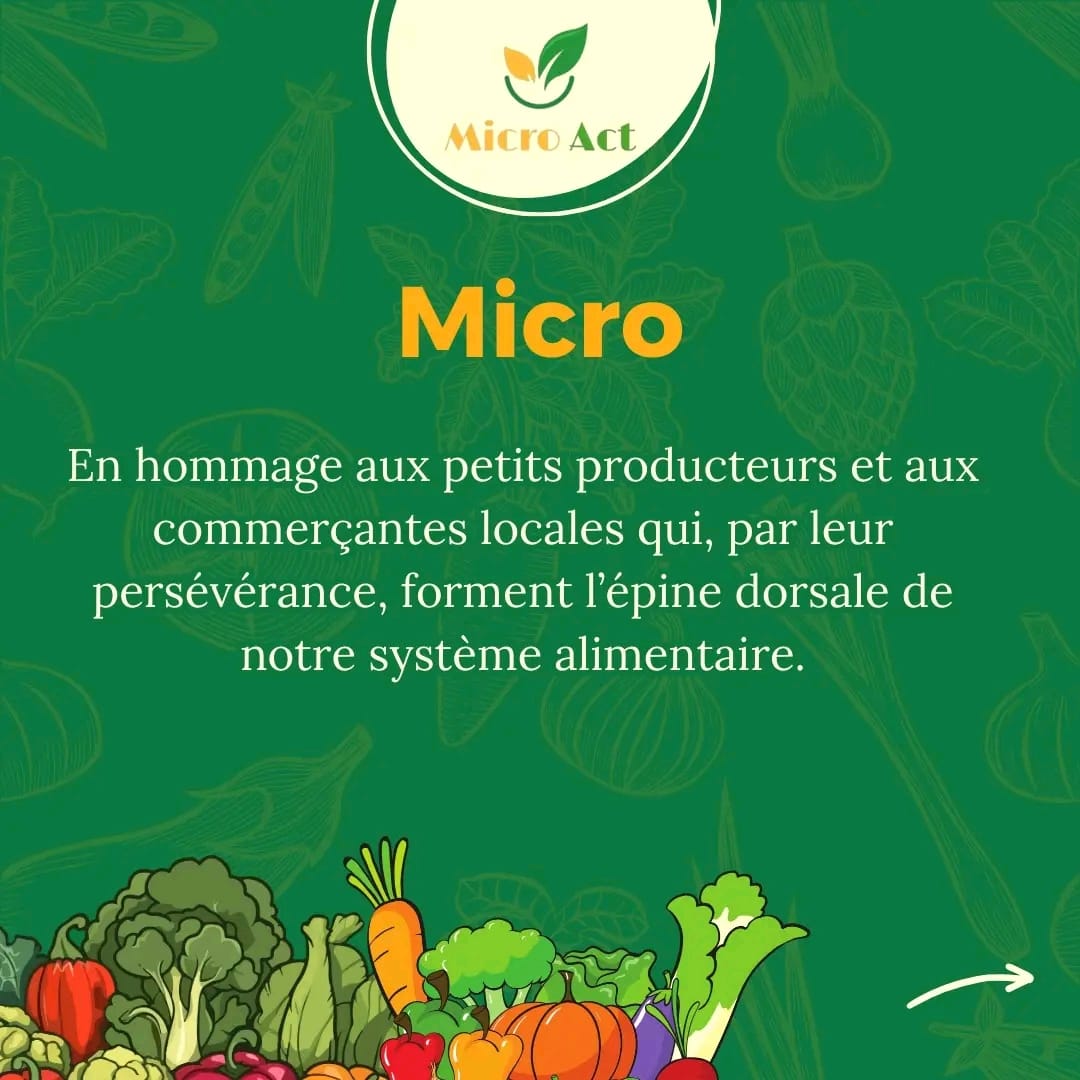 Micro Act
Micro
En hommage aux petits producteurs et aux
commerçantes locales qui, par leur
persévérance, forment l’épine dorsale de
notre système alimentaire.